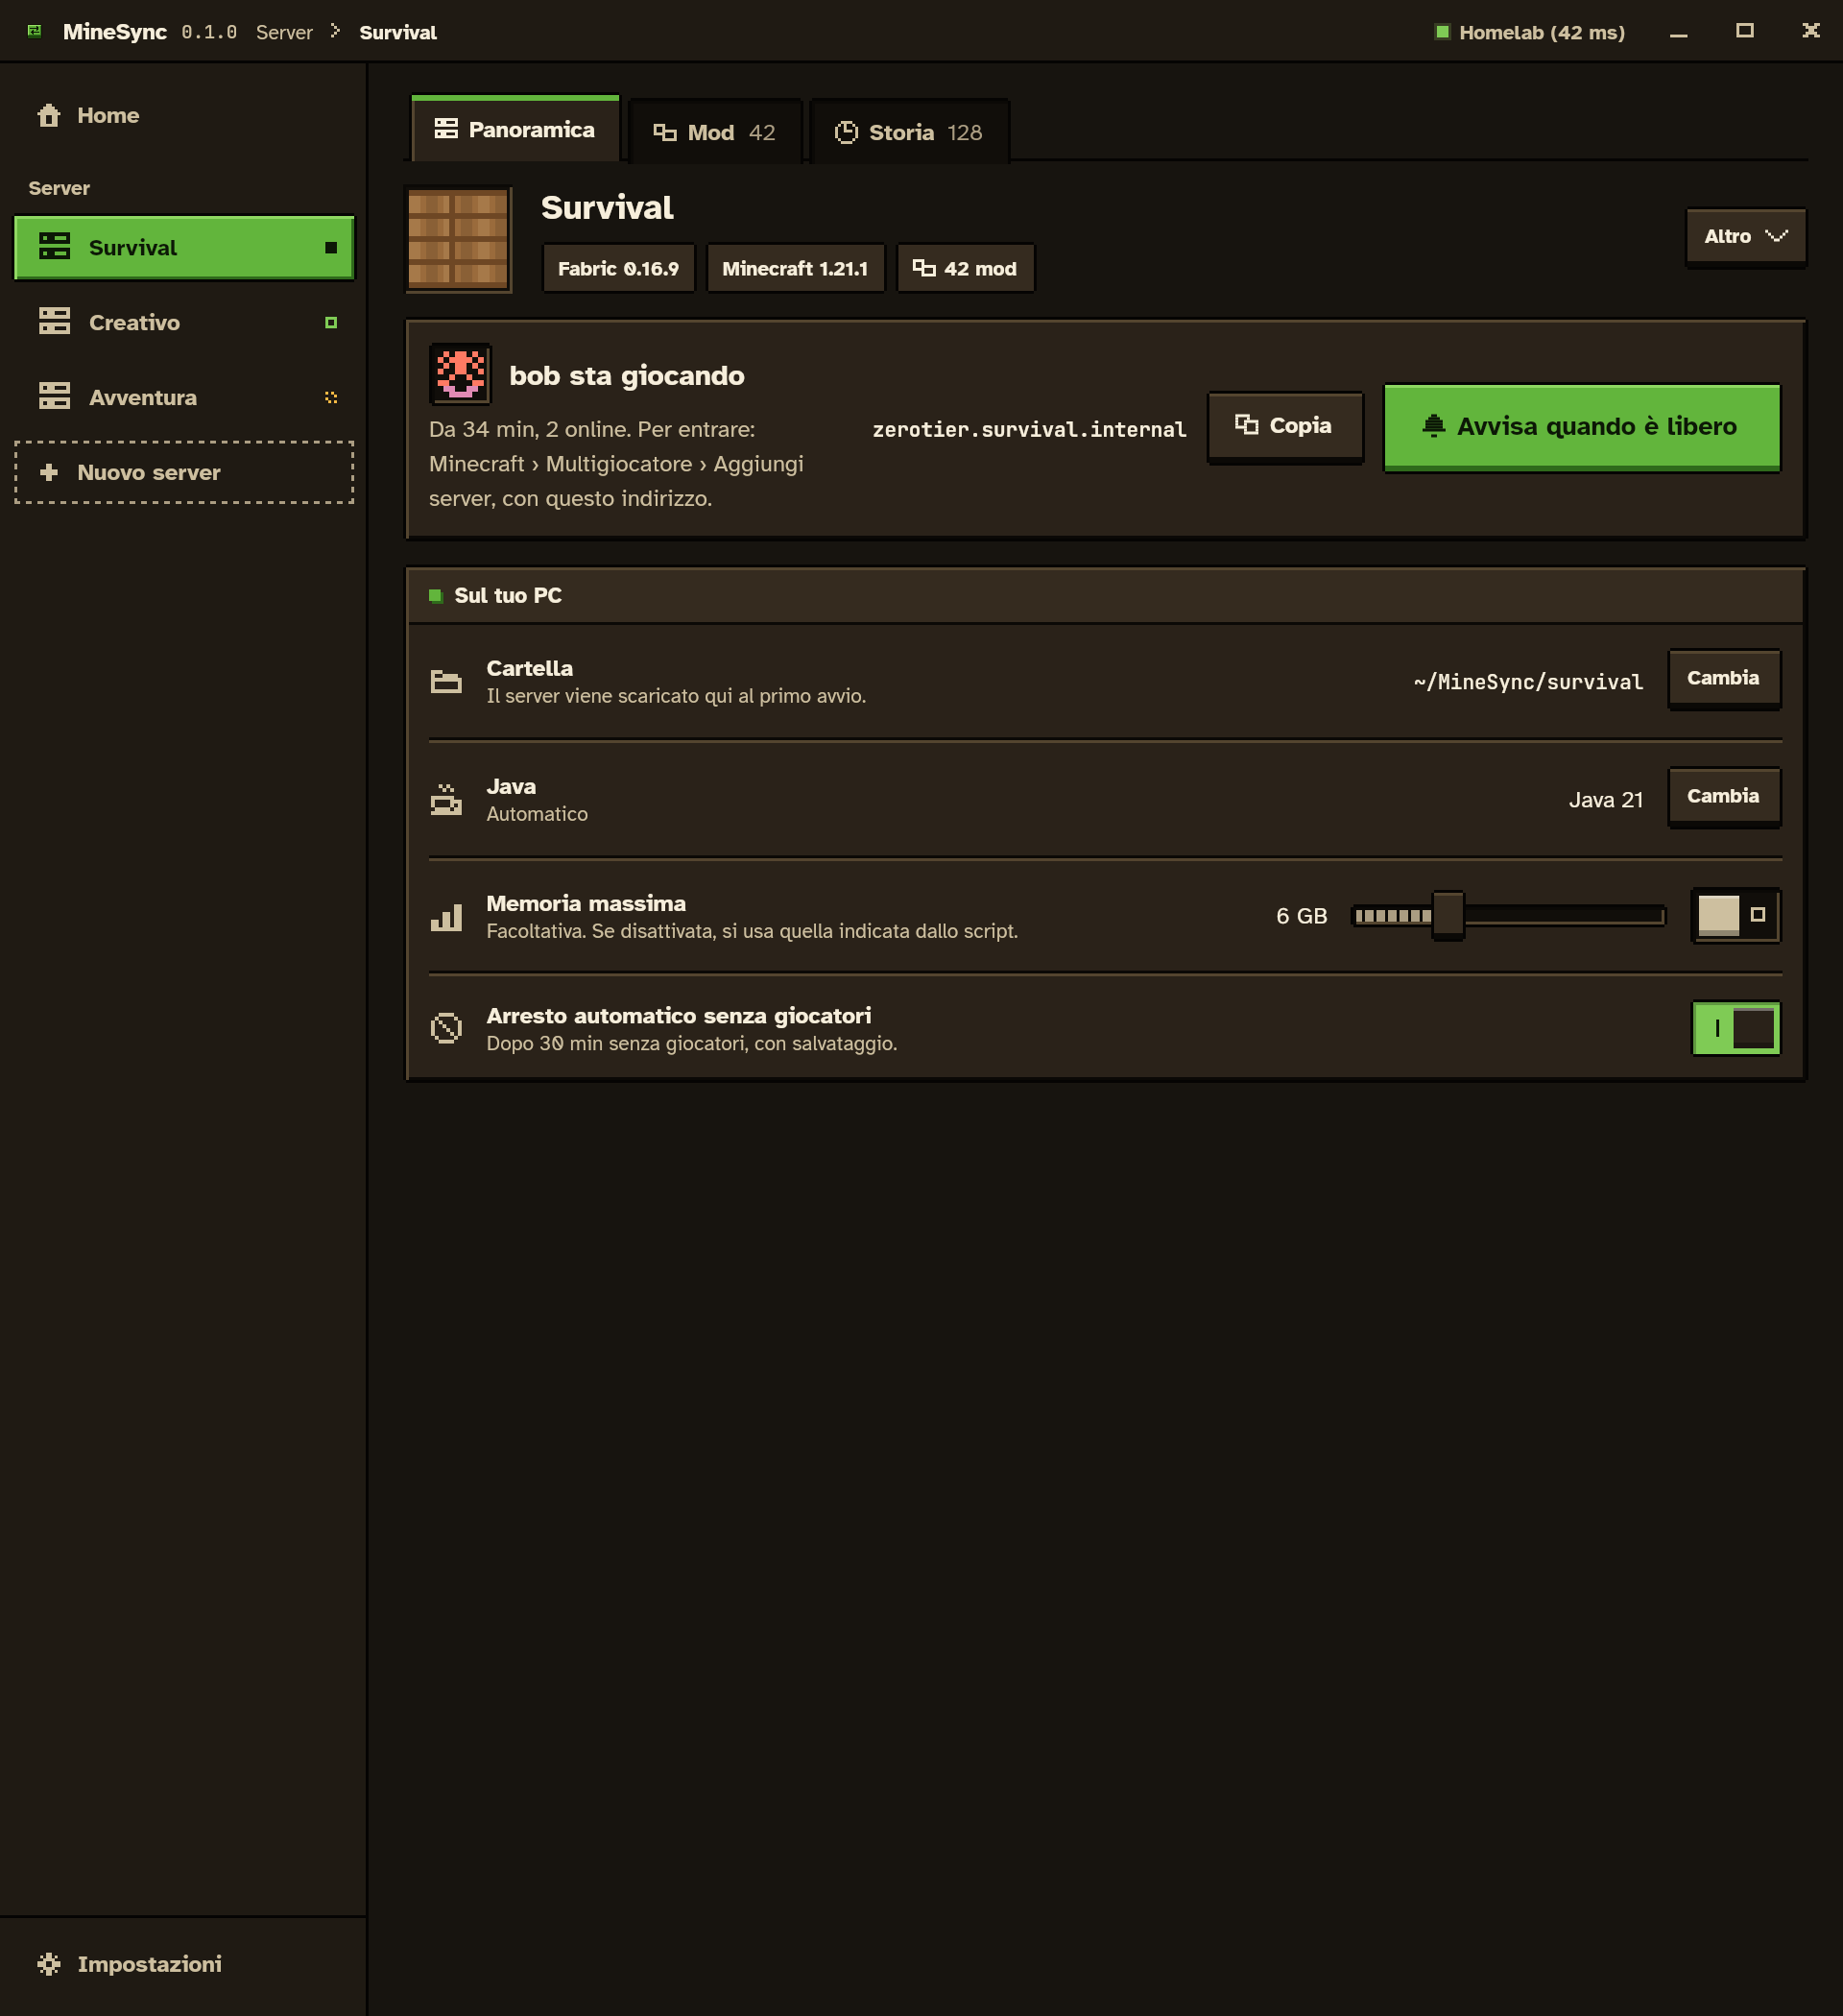 MineSync 0.1.0 Server Survival
Homelab (42 ms)
Home
Server
Survival
Creativo
Avventura
Nuovo server
Impostazioni
Panoramica
Mod 42
Storia 128
Survival
Fabric 0.16.9
Minecraft 1.21.1
42 mod
Altro
bob sta giocando
Da 34 min, 2 online. Per entrare:
Minecraft › Multigiocatore › Aggiungi
server, con questo indirizzo.
zerotier.survival.internal
Copia
Avvisa quando è libero
Sul tuo PC
Cartella
Il server viene scaricato qui al primo avvio.
~/MineSync/survival
Cambia
Java
Automatico
Java 21
Cambia
Memoria massima
Facoltativa. Se disattivata, si usa quella indicata dallo script.
6 GB
Arresto automatico senza giocatori
Dopo 30 min senza giocatori, con salvataggio.